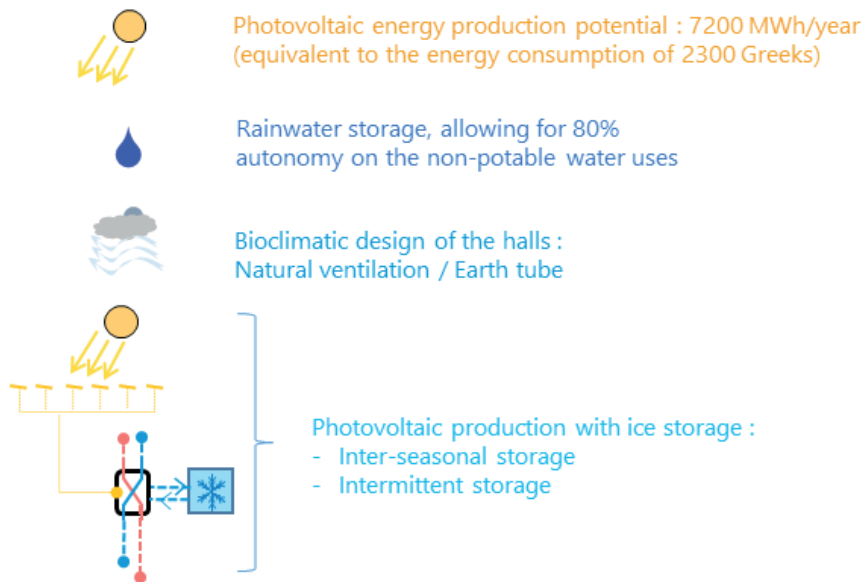 Photovoltaic energy production potential : 7200 MWh/year
(equivalent to the energy consumption of 2300 Greeks)
Rainwater storage, allowing for 80%
autonomy on the non-potable water uses
Bioclimatic design of the halls :
Natural ventilation / Earth tube
Photovoltaic production with ice storage :
- Inter-seasonal storage
- Intermittent storage